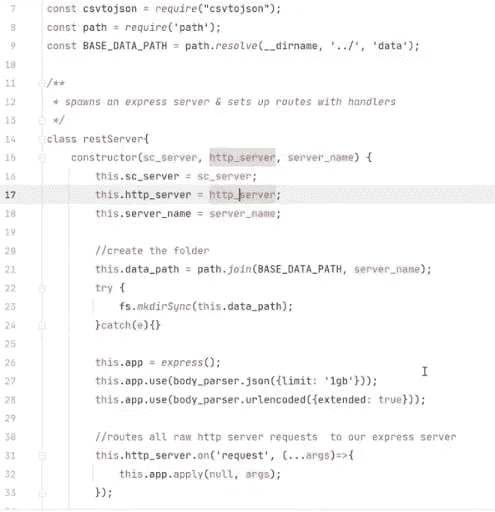 7 const csvtojson = require("csvtojson");
8 const path = require('path');
9 const BASE_DATA_PATH = path.resolve(__dirname, '../', 'data');
10
11 /**
12 * spawns an express server & sets up routes with handlers
13 */
14 class restServer{
15 constructor(sc_server, http_server, server_name) {
16 this.sc_server = sc_server;
17 this.http_server = http_server;
18 this.server_name = server_name;
20 //create the folder
21 this.data_path = path.join(BASE_DATA_PATH, server_name);
22 try {
23 fs.mkdirSync(this.data_path);
24 }catch(e){}
25
26 this.app = express();
27 this.app.use(body_parser.json({limit: '1gb'}));
28 this.app.use(body_parser.urlencoded({extended: true}));
29
30 //routes all raw http server requests to our express server
31 this.http_server.on('request', (...args)=>{
32 this.app.apply(null, args);
33 });